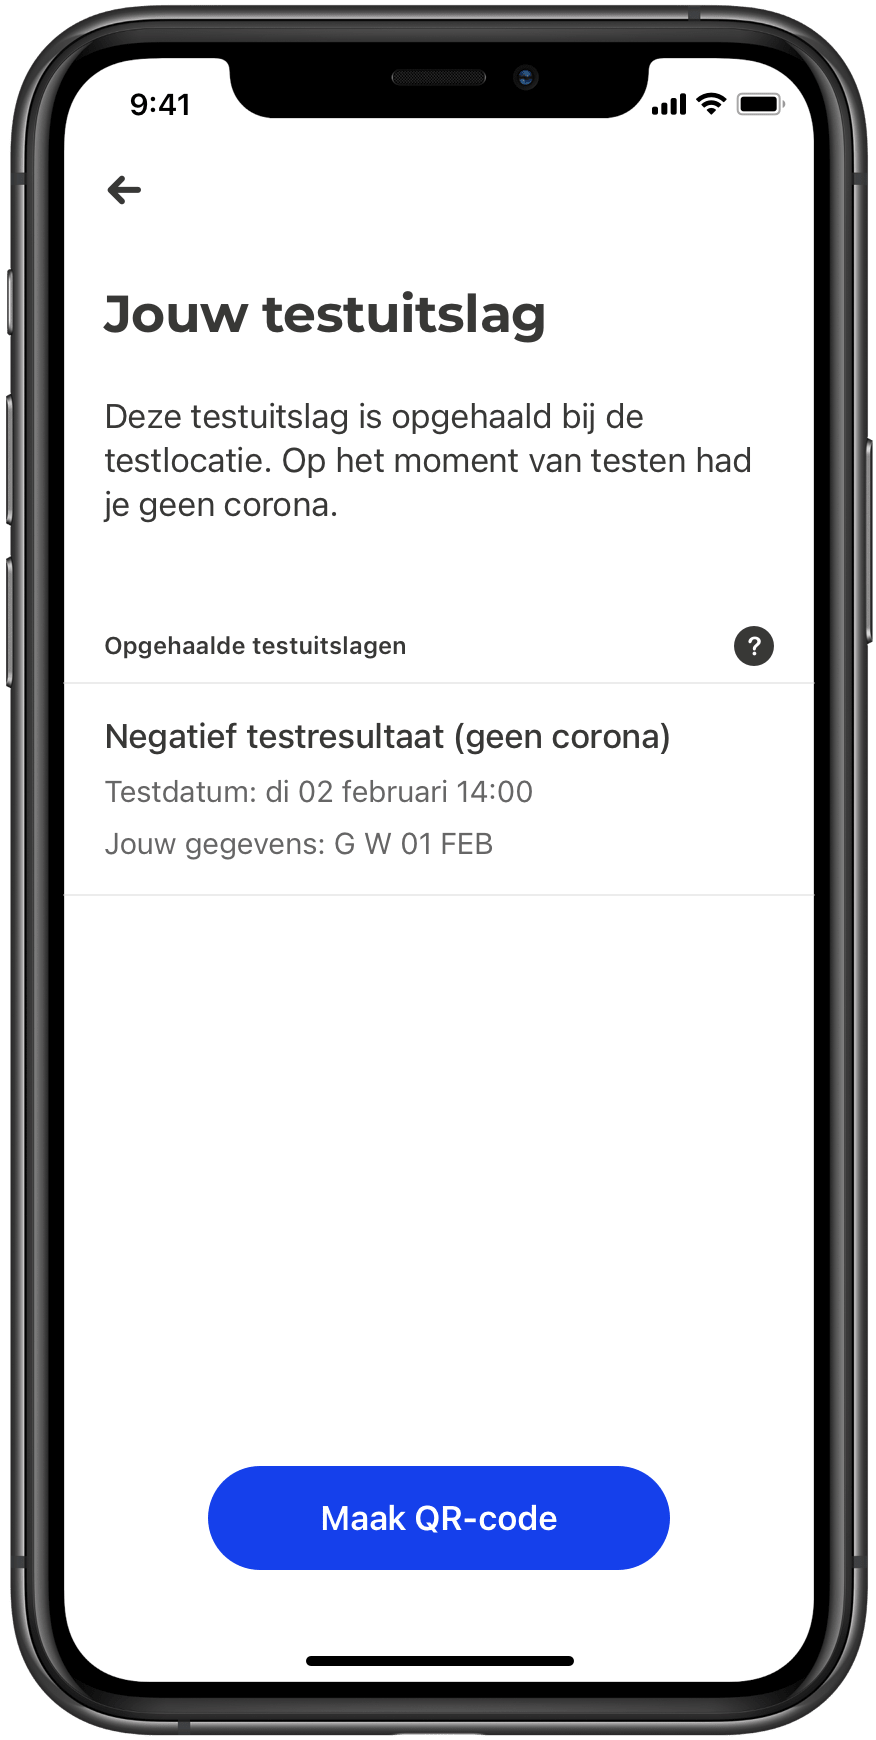 9:41
Jouw testuitslag
Deze testuitslag is opgehaald bij de
testlocatie. Op het moment van testen had
je geen corona.
Opgehaalde testuitslagen
?
Negatief testresultaat (geen corona)
Testdatum: di 02 februari 14:00
Jouw gegevens: G W 01 FEB
Maak QR-code